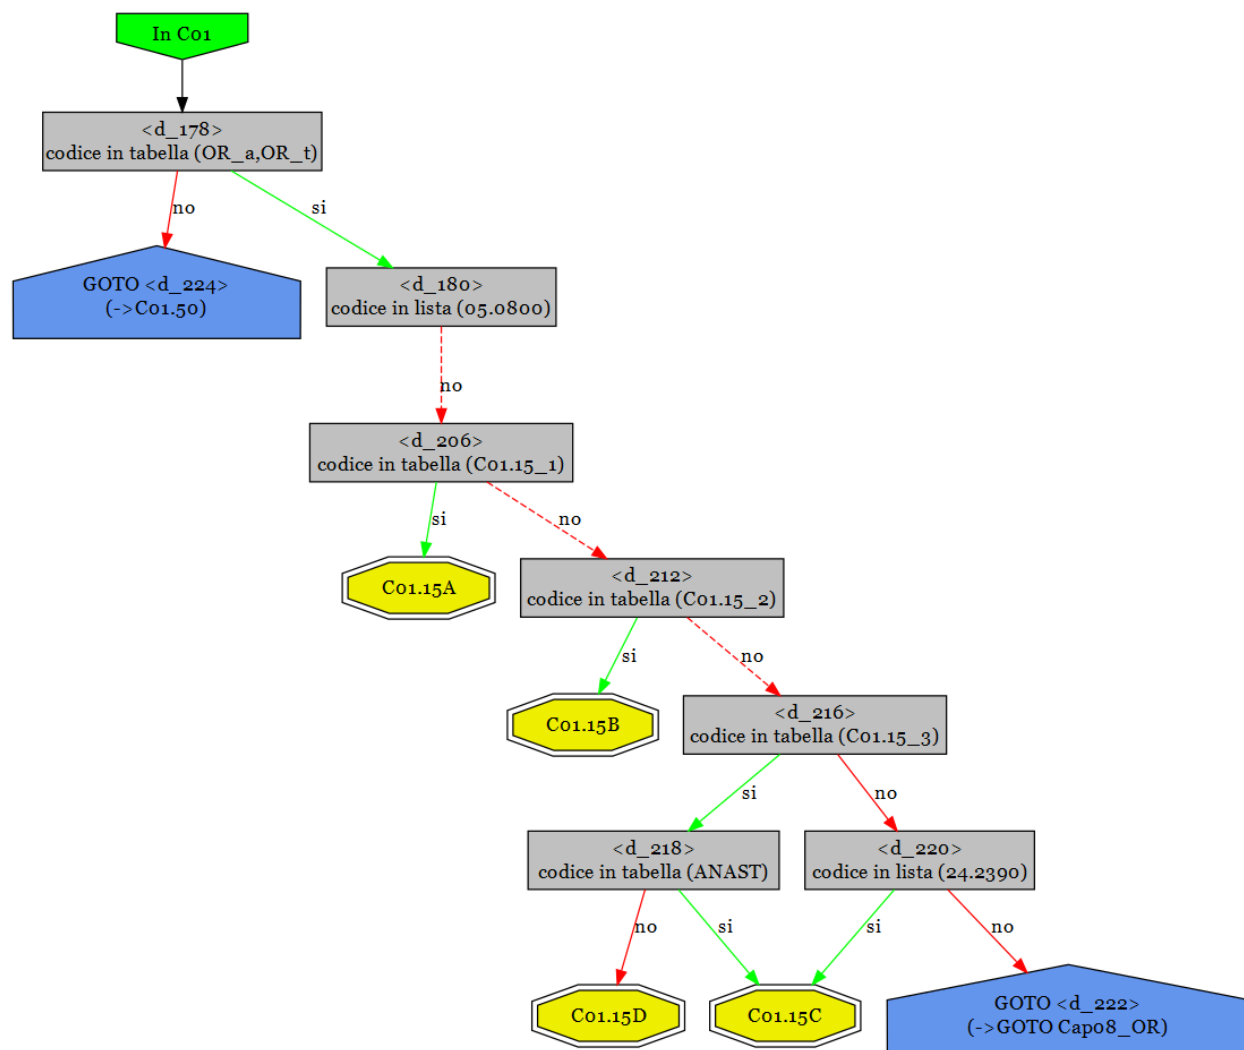 In C01
<d_178>
codice in tabella (OR_a,OR_t)
no
si
GOTO <d_224>
(->C01.50)
<d_180>
codice in lista (05.0800)
no
<d_206>
codice in tabella (C01.15_1)
si
no
C01.15A
<d_212>
codice in tabella (C01.15_2)
si
no
C01.15B
<d_216>
codice in tabella (C01.15_3)
si
no
<d_218>
codice in tabella (ANAST)
<d_220>
codice in lista (24.2390)
no
si
si
no
C01.15D
C01.15C
GOTO <d_222>
(->GOTO Cap08_OR)